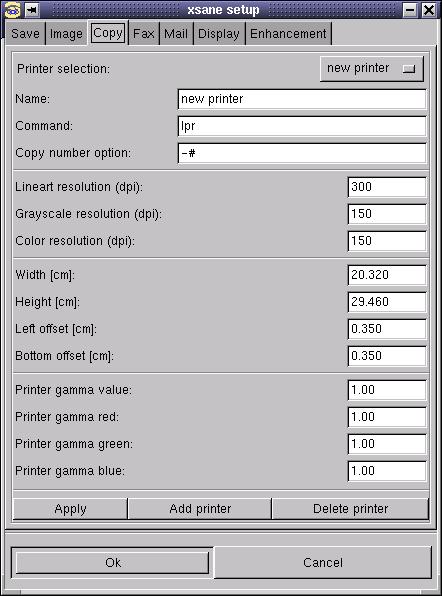 xsane setup
Save Image Copy Fax Mail Display Enhancement
Printer selection: new printer
Name: new printer
Command: lpr
Copy number option: -#
Lineart resolution (dpi): 300
Grayscale resolution (dpi): 150
Color resolution (dpi): 150
Width [cm]: 20.320
Height [cm]: 29.460
Left offset [cm]: 0.350
Bottom offset [cm]: 0.350
Printer gamma value: 1.00
Printer gamma red: 1.00
Printer gamma green: 1.00
Printer gamma blue: 1.00
Apply Add printer Delete printer
Ok Cancel